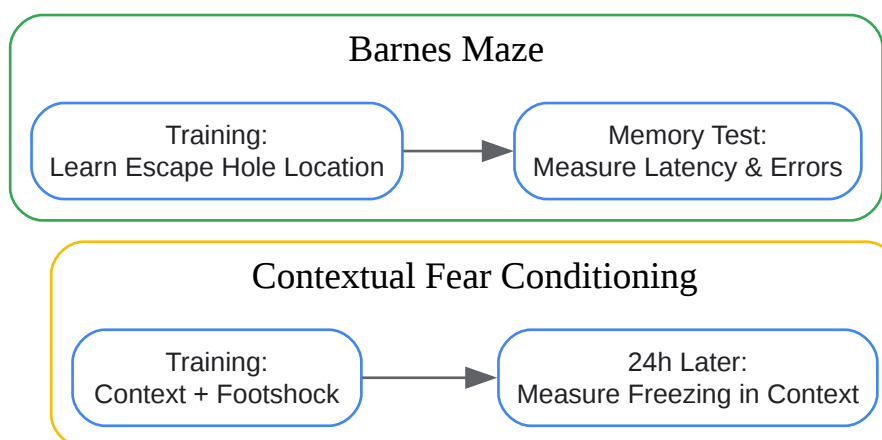 Barnes Maze
Training:
Learn Escape Hole Location
Memory Test:
Measure Latency & Errors
Contextual Fear Conditioning
Training:
Context + Footshock
24h Later:
Measure Freezing in Context